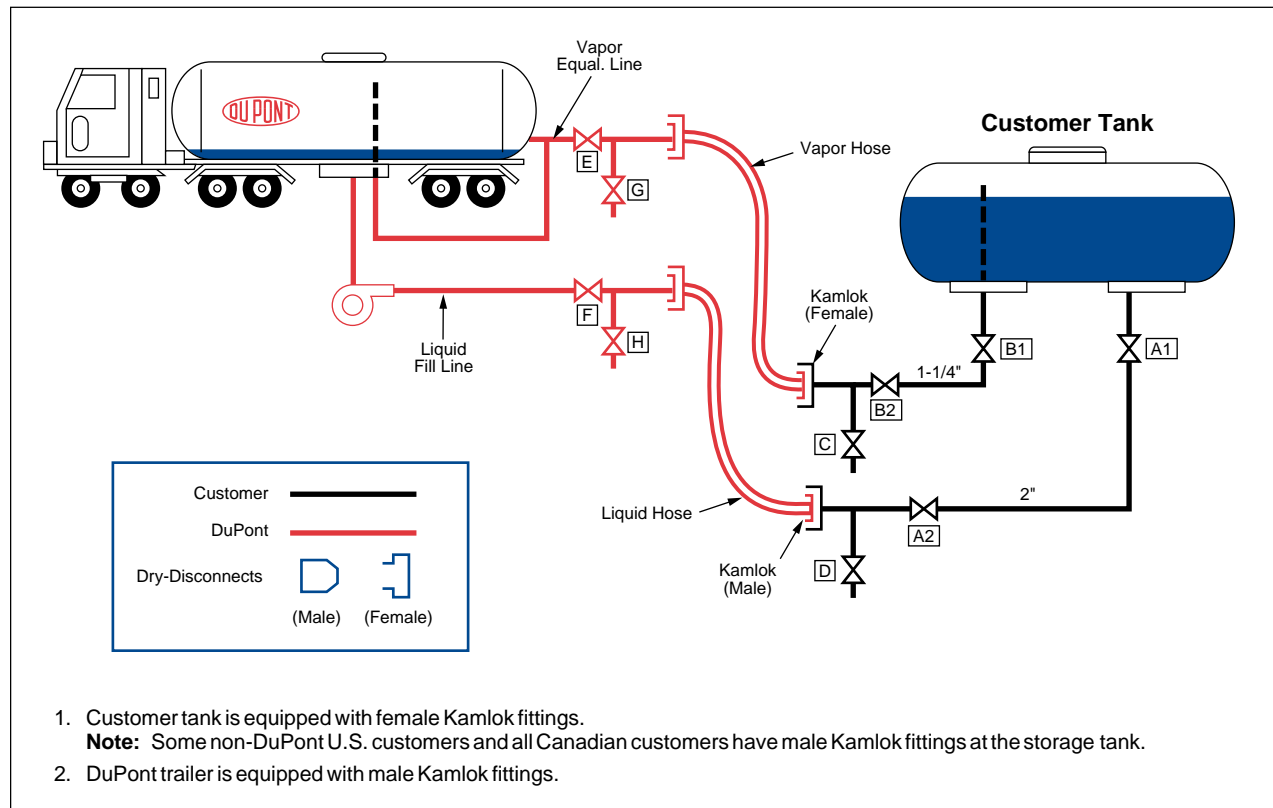 Vapor
Equal. Line
DU PONT
E
G
Vapor Hose
Customer Tank
F
H
Liquid
Fill Line
Kamlok
(Female)
B1
A1
1-1/4"
B2
C
2"
Liquid Hose
A2
Kamlok
(Male)
D
Customer
DuPont
Dry-Disconnects
(Male)
(Female)
1. Customer tank is equipped with female Kamlok fittings.
Note: Some non-DuPont U.S. customers and all Canadian customers have male Kamlok fittings at the storage tank.
2. DuPont trailer is equipped with male Kamlok fittings.